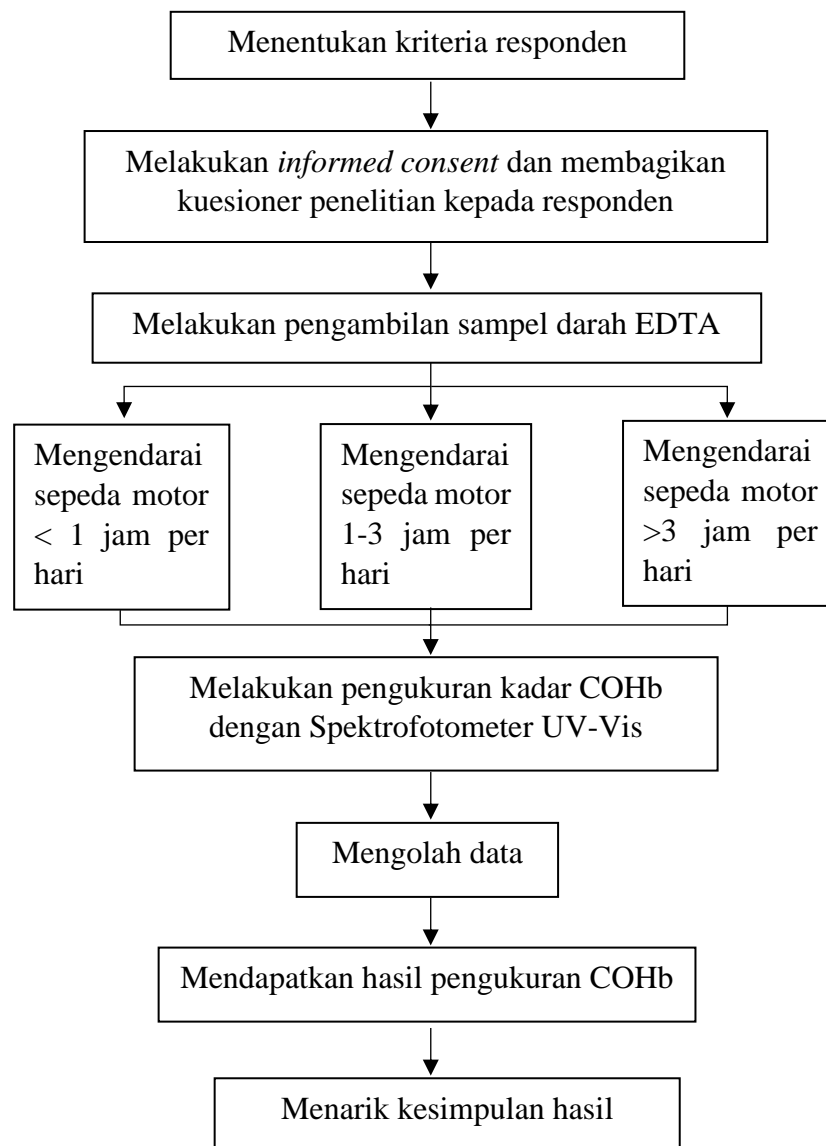 Menentukan kriteria responden
Melakukan informed consent dan membagikan
kuesioner penelitian kepada responden
Melakukan pengambilan sampel darah EDTA
Mengendarai
sepeda motor
< 1 jam per
hari
Mengendarai
sepeda motor
1-3 jam per
hari
Mengendarai
sepeda motor
>3 jam per
hari
Melakukan pengukuran kadar COHb
dengan Spektrofotometer UV-Vis
Mengolah data
Mendapatkan hasil pengukuran COHb
Menarik kesimpulan hasil